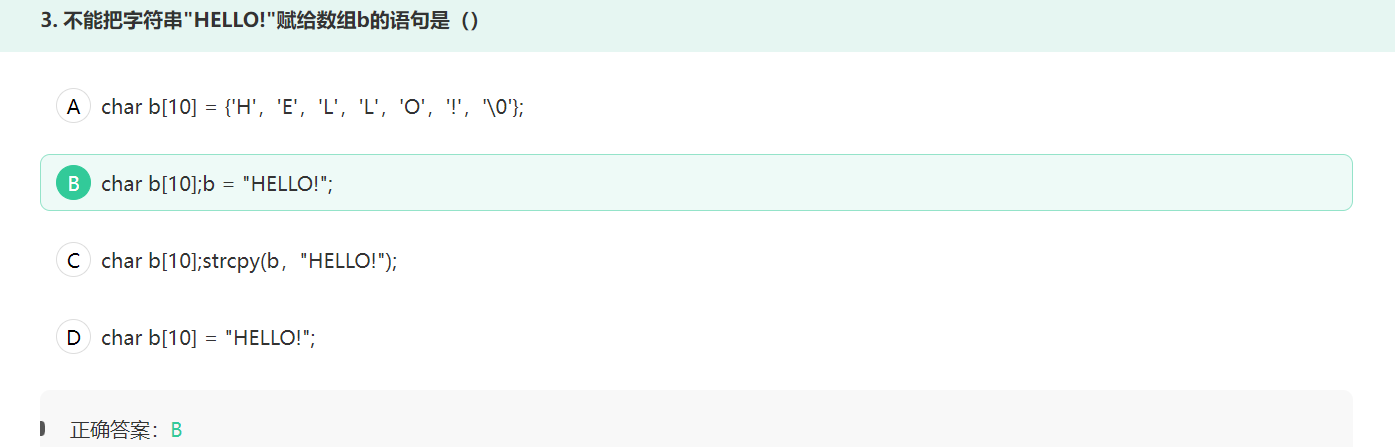 3. 不能把字符串"HELLO!"赋给数组b的语句是（）
A char b[10] = {'H'，'E'，'L'，'L'，'O'，'!'，'\0'};
B char b[10];b = "HELLO!";
C char b[10];strcpy(b，"HELLO!");
D char b[10] = "HELLO!";
正确答案：B